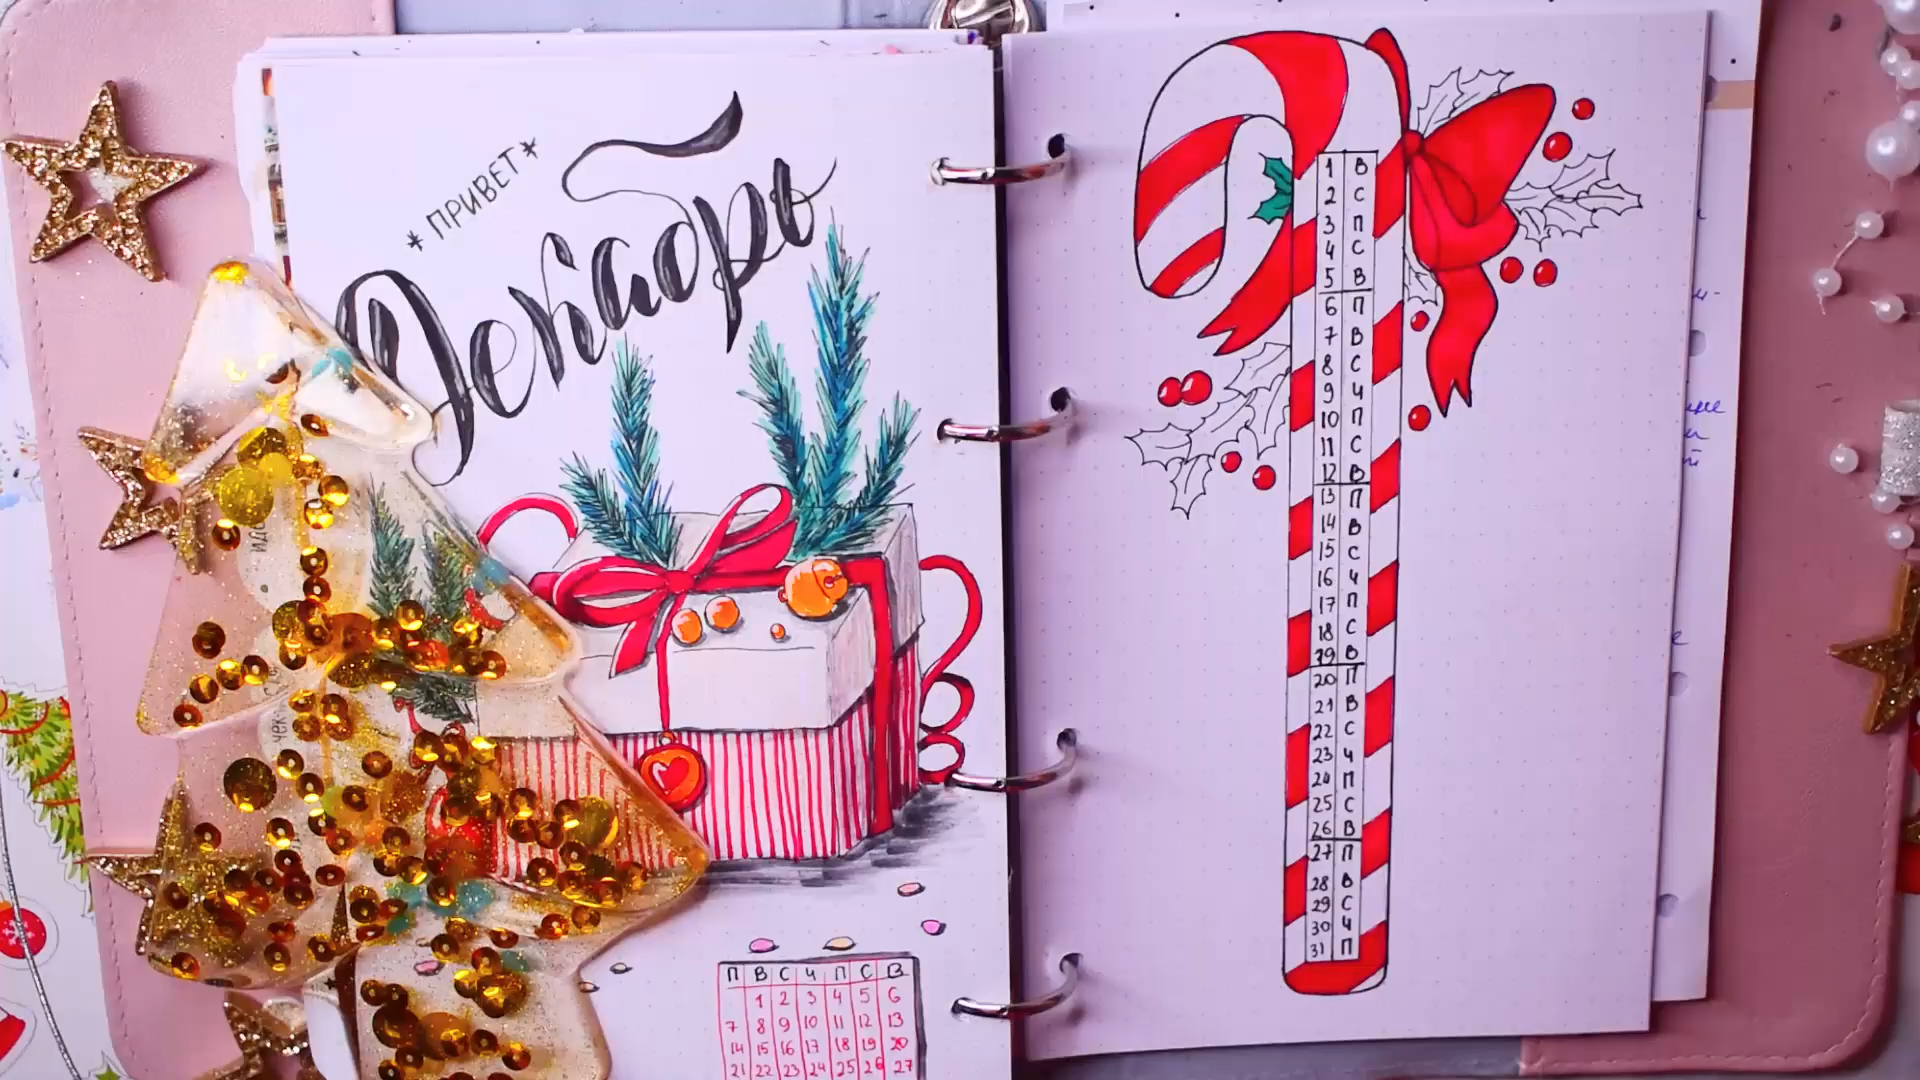 *ПРИВЕТ*
Декабрь
П В С Ч П С В
1 2 3 4 5 6
7 8 9 10 11 12 13
14 15 16 17 18 19 20
21 22 23 24 25 26 27
1 В
2 С
3 П
4 С
5 В
6 П
7 В
8 С
9 Ч
10 П
11 С
12 В
13 П
14 В
15 С
16 Ч
17 П
18 С
19 В
20 П
21 В
22 С
23 Ч
24 П
25 С
26 В
27 П
28 В
29 С
30 Ч
31 П